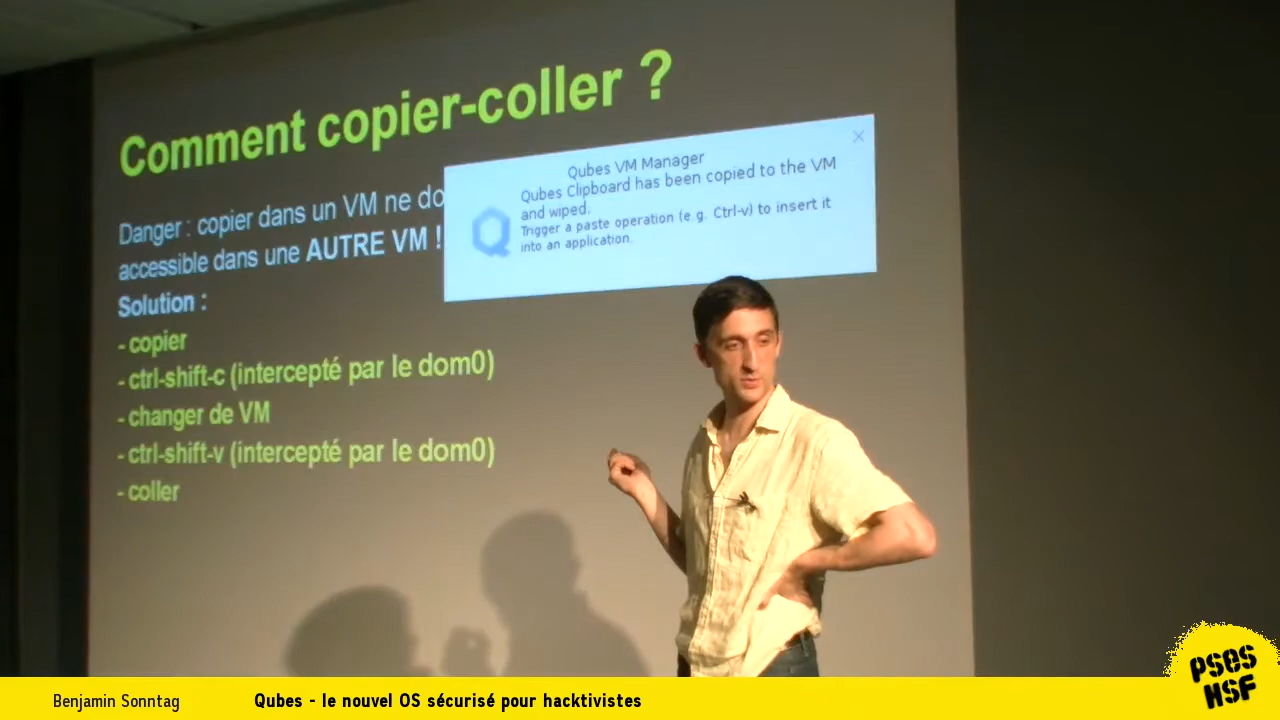 Comment copier-coller ?
Danger : copier dans un VM ne do
accessible dans une AUTRE VM !
Solution :
- copier
- ctrl-shift-c (intercepté par le dom0)
- changer de VM
- ctrl-shift-v (intercepté par le dom0)
- coller
Qubes VM Manager
Qubes Clipboard has been copied to the VM
and wiped.
Trigger a paste operation (e.g. Ctrl-v) to insert it
into an application.
Benjamin Sonntag
Qubes - le nouvel OS sécurisé pour hacktivistes
PSES
HSF